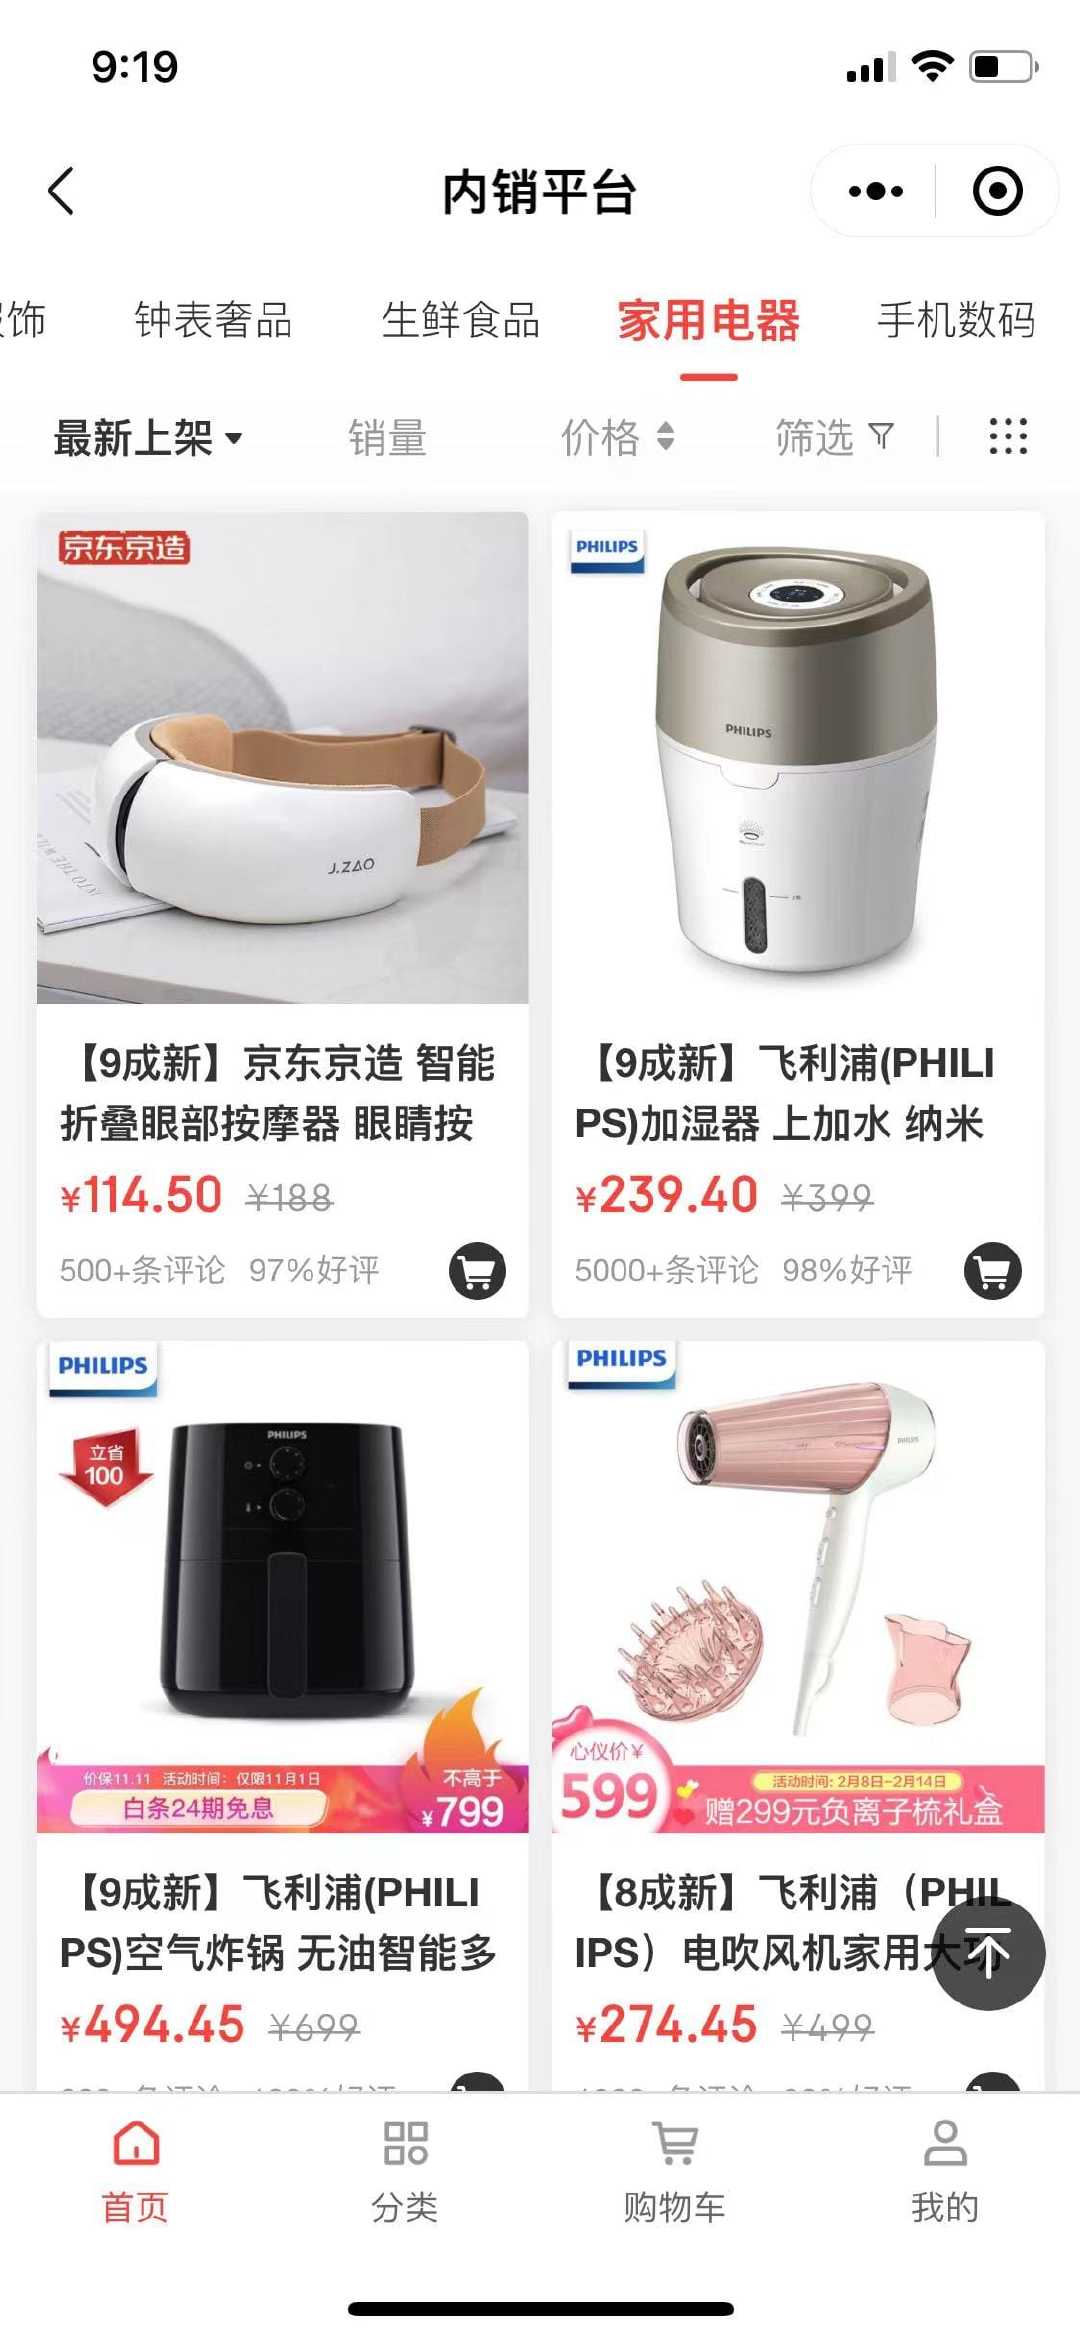 9:19
内销平台
服饰 钟表奢品 生鲜食品 家用电器 手机数码
最新上架 销量 价格 筛选
京东京造
J.ZAO
【9成新】京东京造 智能
折叠眼部按摩器 眼睛按
¥114.50 ¥188
500+条评论 97%好评
PHILIPS
PHILIPS
【9成新】飞利浦(PHILI
PS)加湿器 上加水 纳米
¥239.40 ¥399
5000+条评论 98%好评
PHILIPS
立省
100
PHILIPS
价保11.11 活动时间：仅限11月1日
白条24期免息
不高于
¥799
【9成新】飞利浦(PHILI
PS)空气炸锅 无油智能多
¥494.45 ¥699
PHILIPS
PHILIPS
心仪价¥
599
活动时间: 2月8日-2月14日
赠299元负离子梳礼盒
【8成新】飞利浦（PHIL
IPS）电吹风机家用大功
¥274.45 ¥499
首页 分类 购物车 我的